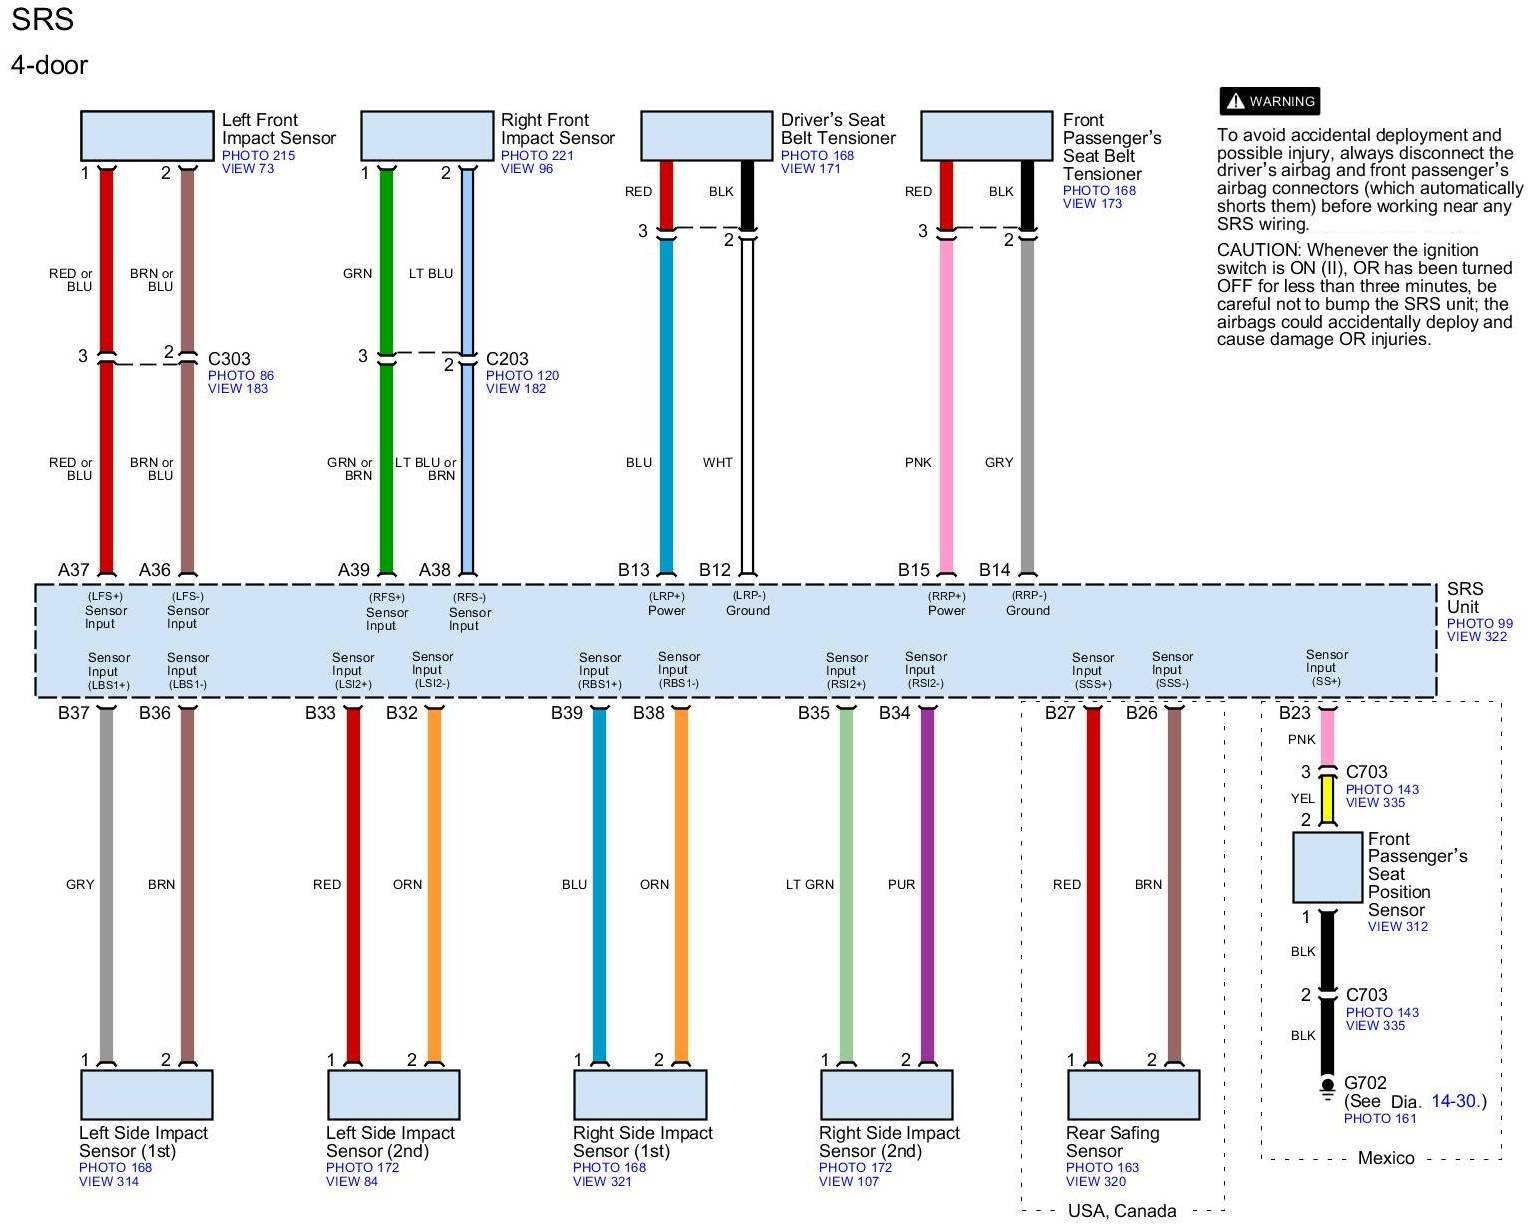 SRS
4-door
Left Front
Impact Sensor
PHOTO 215
VIEW 73
Right Front
Impact Sensor
PHOTO 221
VIEW 96
Driver's Seat
Belt Tensioner
PHOTO 168
VIEW 171
Front
Passenger's
Seat Belt
Tensioner
PHOTO 168
VIEW 173
WARNING
To avoid accidental deployment and
possible injury, always disconnect the
driver's airbag and front passenger's
airbag connectors (which automatically
shorts them) before working near any
SRS wiring.
CAUTION: Whenever the ignition
switch is ON (II), OR has been turned
OFF for less than three minutes, be
careful not to bump the SRS unit; the
airbags could accidentally deploy and
cause damage OR injuries.
1 2 1 2
RED BLK RED BLK
3 2 3 2
RED or
BLU
BRN or
BLU
GRN LT BLU
3 2 C303
PHOTO 86
VIEW 183
3 2 C203
PHOTO 120
VIEW 182
RED or
BLU
BRN or
BLU
GRN or
BRN
LT BLU or
BRN
BLU WHT PNK GRY
A37 A36 A39 A38 B13 B12 B15 B14
(LFS+)
Sensor
Input
(LFS-)
Sensor
Input
(RFS+)
Sensor
Input
(RFS-)
Sensor
Input
(LRP+)
Power
(LRP-)
Ground
(RRP+)
Power
(RRP-)
Ground
SRS
Unit
PHOTO 99
VIEW 322
Sensor
Input
(LBS1+)
Sensor
Input
(LBS1-)
Sensor
Input
(LSI2+)
Sensor
Input
(LSI2-)
Sensor
Input
(RBS1+)
Sensor
Input
(RBS1-)
Sensor
Input
(RSI2+)
Sensor
Input
(RSI2-)
Sensor
Input
(SSS+)
Sensor
Input
(SSS-)
Sensor
Input
(SS+)
B37 B36 B33 B32 B39 B38 B35 B34 B27 B26 B23
PNK
3 C703
PHOTO 143
VIEW 335
YEL
2
Front
Passenger's
Seat
Position
Sensor
VIEW 312
GRY BRN RED ORN BLU ORN LT GRN PUR RED BRN
1
BLK
2 C703
PHOTO 143
VIEW 335
BLK
1 2 1 2 1 2 1 2 1 2
G702
(See Dia. 14-30.)
PHOTO 161
Left Side Impact
Sensor (1st)
PHOTO 168
VIEW 314
Left Side Impact
Sensor (2nd)
PHOTO 172
VIEW 84
Right Side Impact
Sensor (1st)
PHOTO 168
VIEW 321
Right Side Impact
Sensor (2nd)
PHOTO 172
VIEW 107
Rear Safing
Sensor
PHOTO 163
VIEW 320
Mexico
USA, Canada